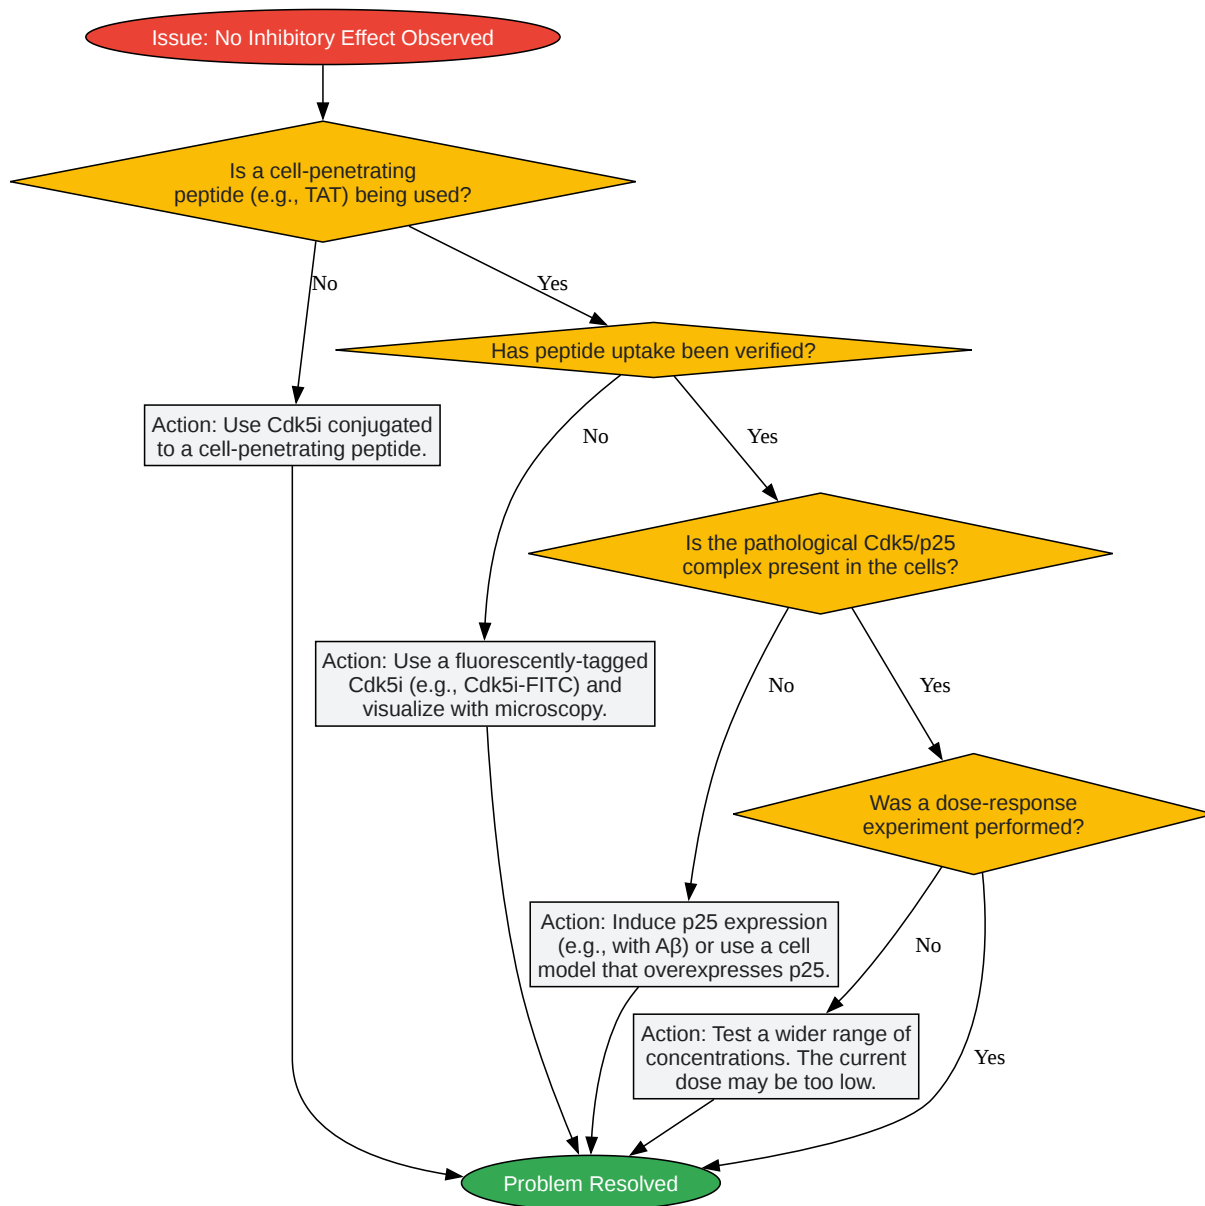 Issue: No Inhibitory Effect Observed
Is a cell-penetrating
peptide (e.g., TAT) being used?
No
Yes
Has peptide uptake been verified?
Action: Use Cdk5i conjugated
to a cell-penetrating peptide.
No
Yes
Is the pathological Cdk5/p25
complex present in the cells?
Action: Use a fluorescently-tagged
Cdk5i (e.g., Cdk5i-FITC) and
visualize with microscopy.
No
Yes
Was a dose-response
experiment performed?
Action: Induce p25 expression
(e.g., with Aβ) or use a cell
model that overexpresses p25.
No
Yes
Action: Test a wider range of
concentrations. The current
dose may be too low.
Problem Resolved